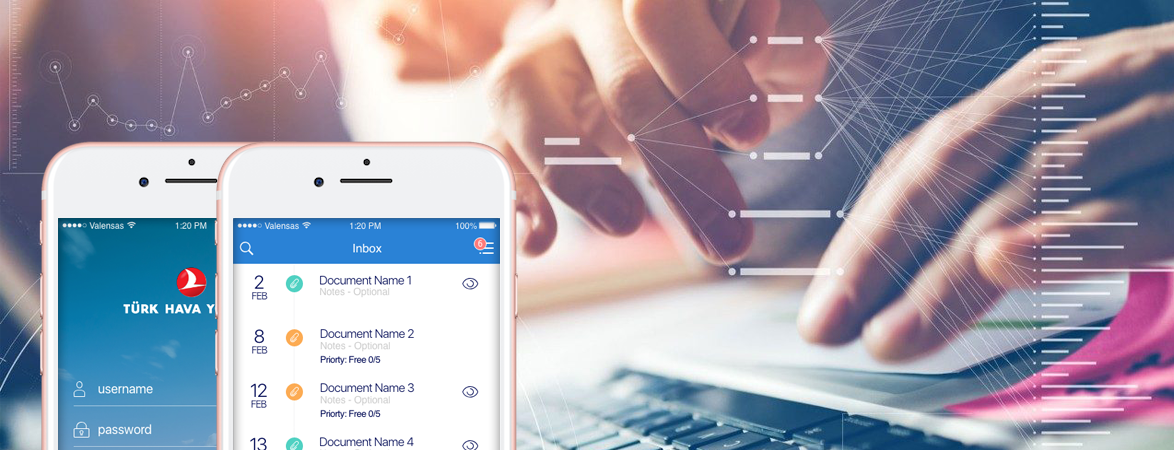 Valensas 1:20 PM
TÜRK HAVA Y
username
password
Valensas 1:20 PM 100%
Inbox
6
2 FEB
Document Name 1
Notes - Optional
8 FEB
Document Name 2
Notes - Optional
Priorty: Free 0/5
12 FEB
Document Name 3
Notes - Optional
Priorty: Free 0/5
13
Document Name 4